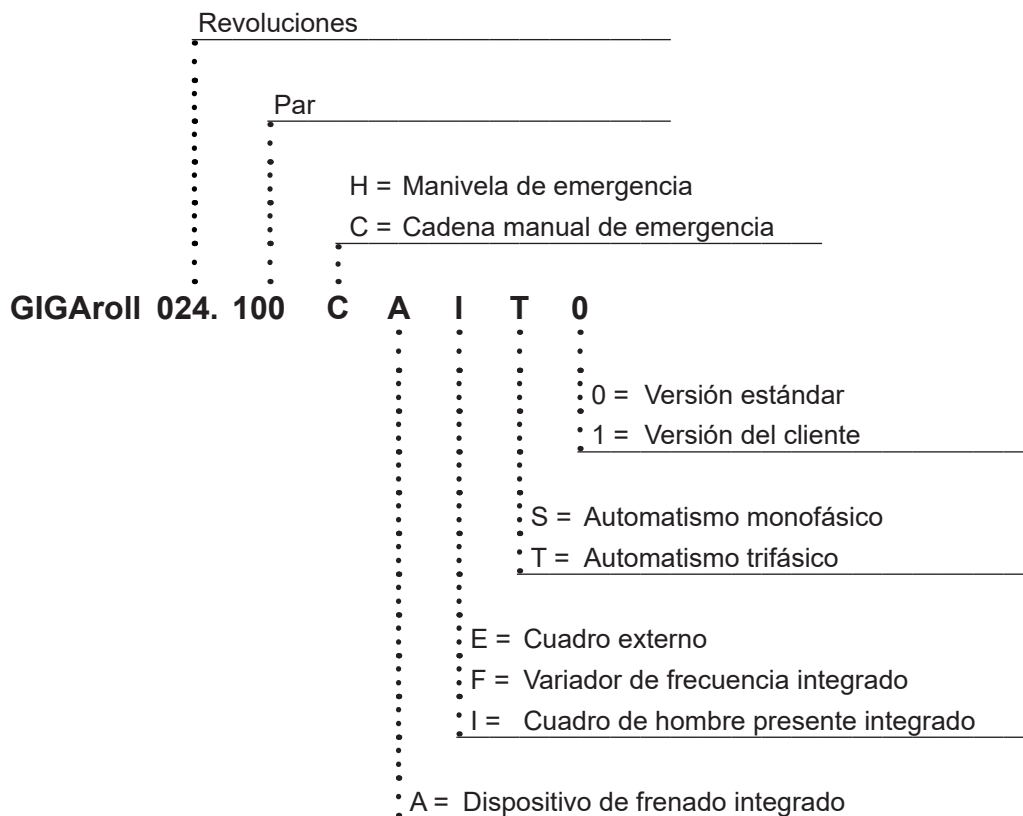 Revoluciones
Par
H = Manivela de emergencia
C = Cadena manual de emergencia
GIGAroll 024. 100 C A I T 0
0 = Versión estándar
1 = Versión del cliente
S = Automatismo monofásico
T = Automatismo trifásico
E = Cuadro externo
F = Variador de frecuencia integrado
I = Cuadro de hombre presente integrado
A = Dispositivo de frenado integrado